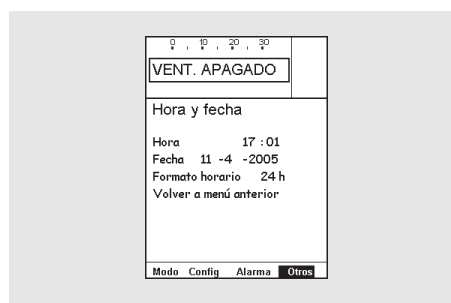 0 10 20 30
VENT. APAGADO
Hora y fecha
Hora 17 : 01
Fecha 11 -4 -2005
Formato horario 24 h
Volver a menú anterior
Modo Config Alarma Otros